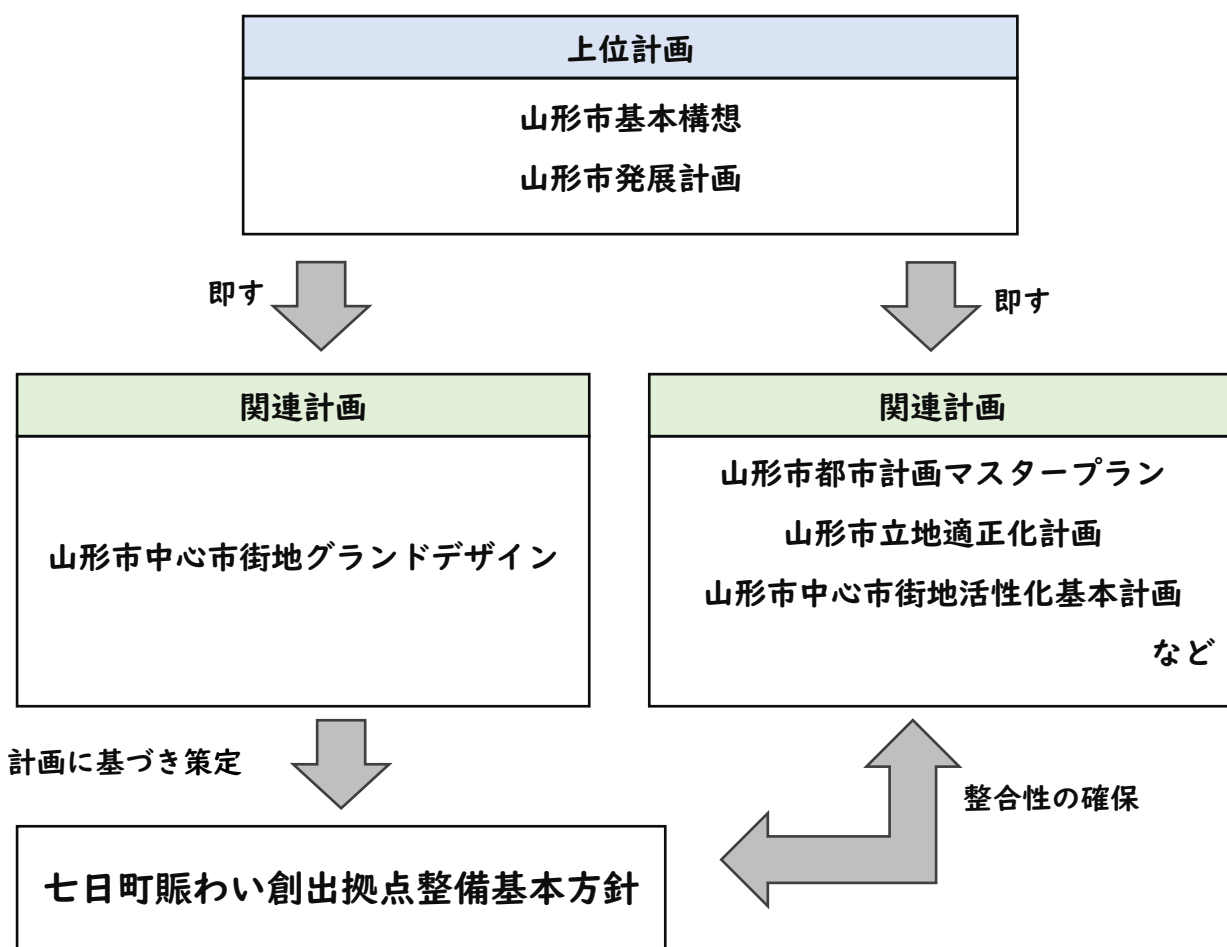 上位計画
山形市基本構想
山形市発展計画
即す
即す
関連計画
山形市中心市街地グランドデザイン
関連計画
山形市都市計画マスタープラン
山形市立地適正化計画
山形市中心市街地活性化基本計画
など
計画に基づき策定
整合性の確保
七日町賑わい創出拠点整備基本方針